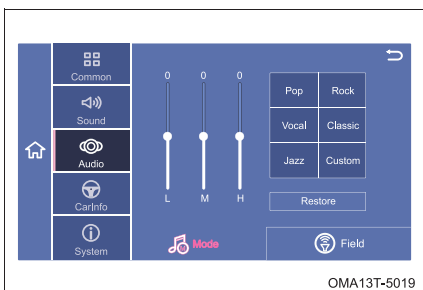 Common
Sound
Audio
CarInfo
System
0 0 0
L M H
Mode
Pop Rock
Vocal Classic
Jazz Custom
Restore
Field
OMA13T-5019